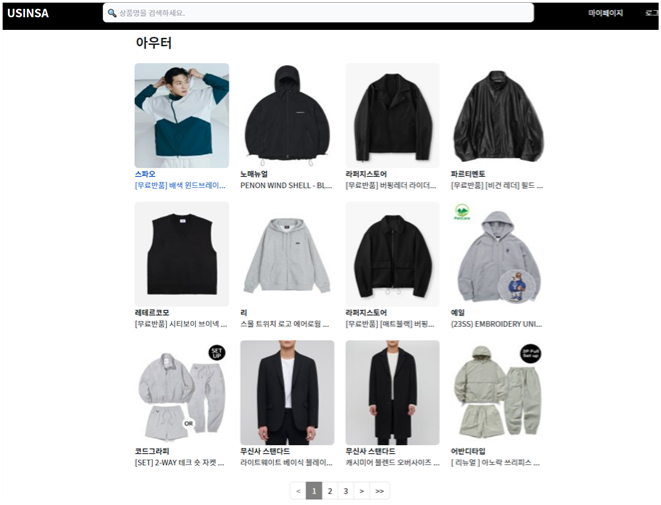 USINSA
상품명을 검색하세요.
마이페이지
로그
아우터
스파오
[무료반품] 배색 윈드브레이...
노매뉴얼
PENON WIND SHELL - BL...
라퍼지스토어
[무료반품] 버핑레더 라이더...
파르티멘토
[무료반품] [비건 레더] 필드 ...
레테르코모
[무료반품] 시티보이 브이넥 ...
리
스몰 트위치 로고 에어로웜 ...
라퍼지스토어
[무료반품] [매트블랙] 버핑...
예일
(23SS) EMBROIDERY UNI...
SET UP
OR
코드그라피
[SET] 2-WAY 테크 숏 자켓 ...
무신사 스탠다드
라이트웨이트 베이식 블레이...
무신사 스탠다드
캐시미어 블렌드 오버사이즈 ...
어반디타입
[ 리뉴얼 ] 아노락 쓰리피스 ...
< 1 2 3 > >>